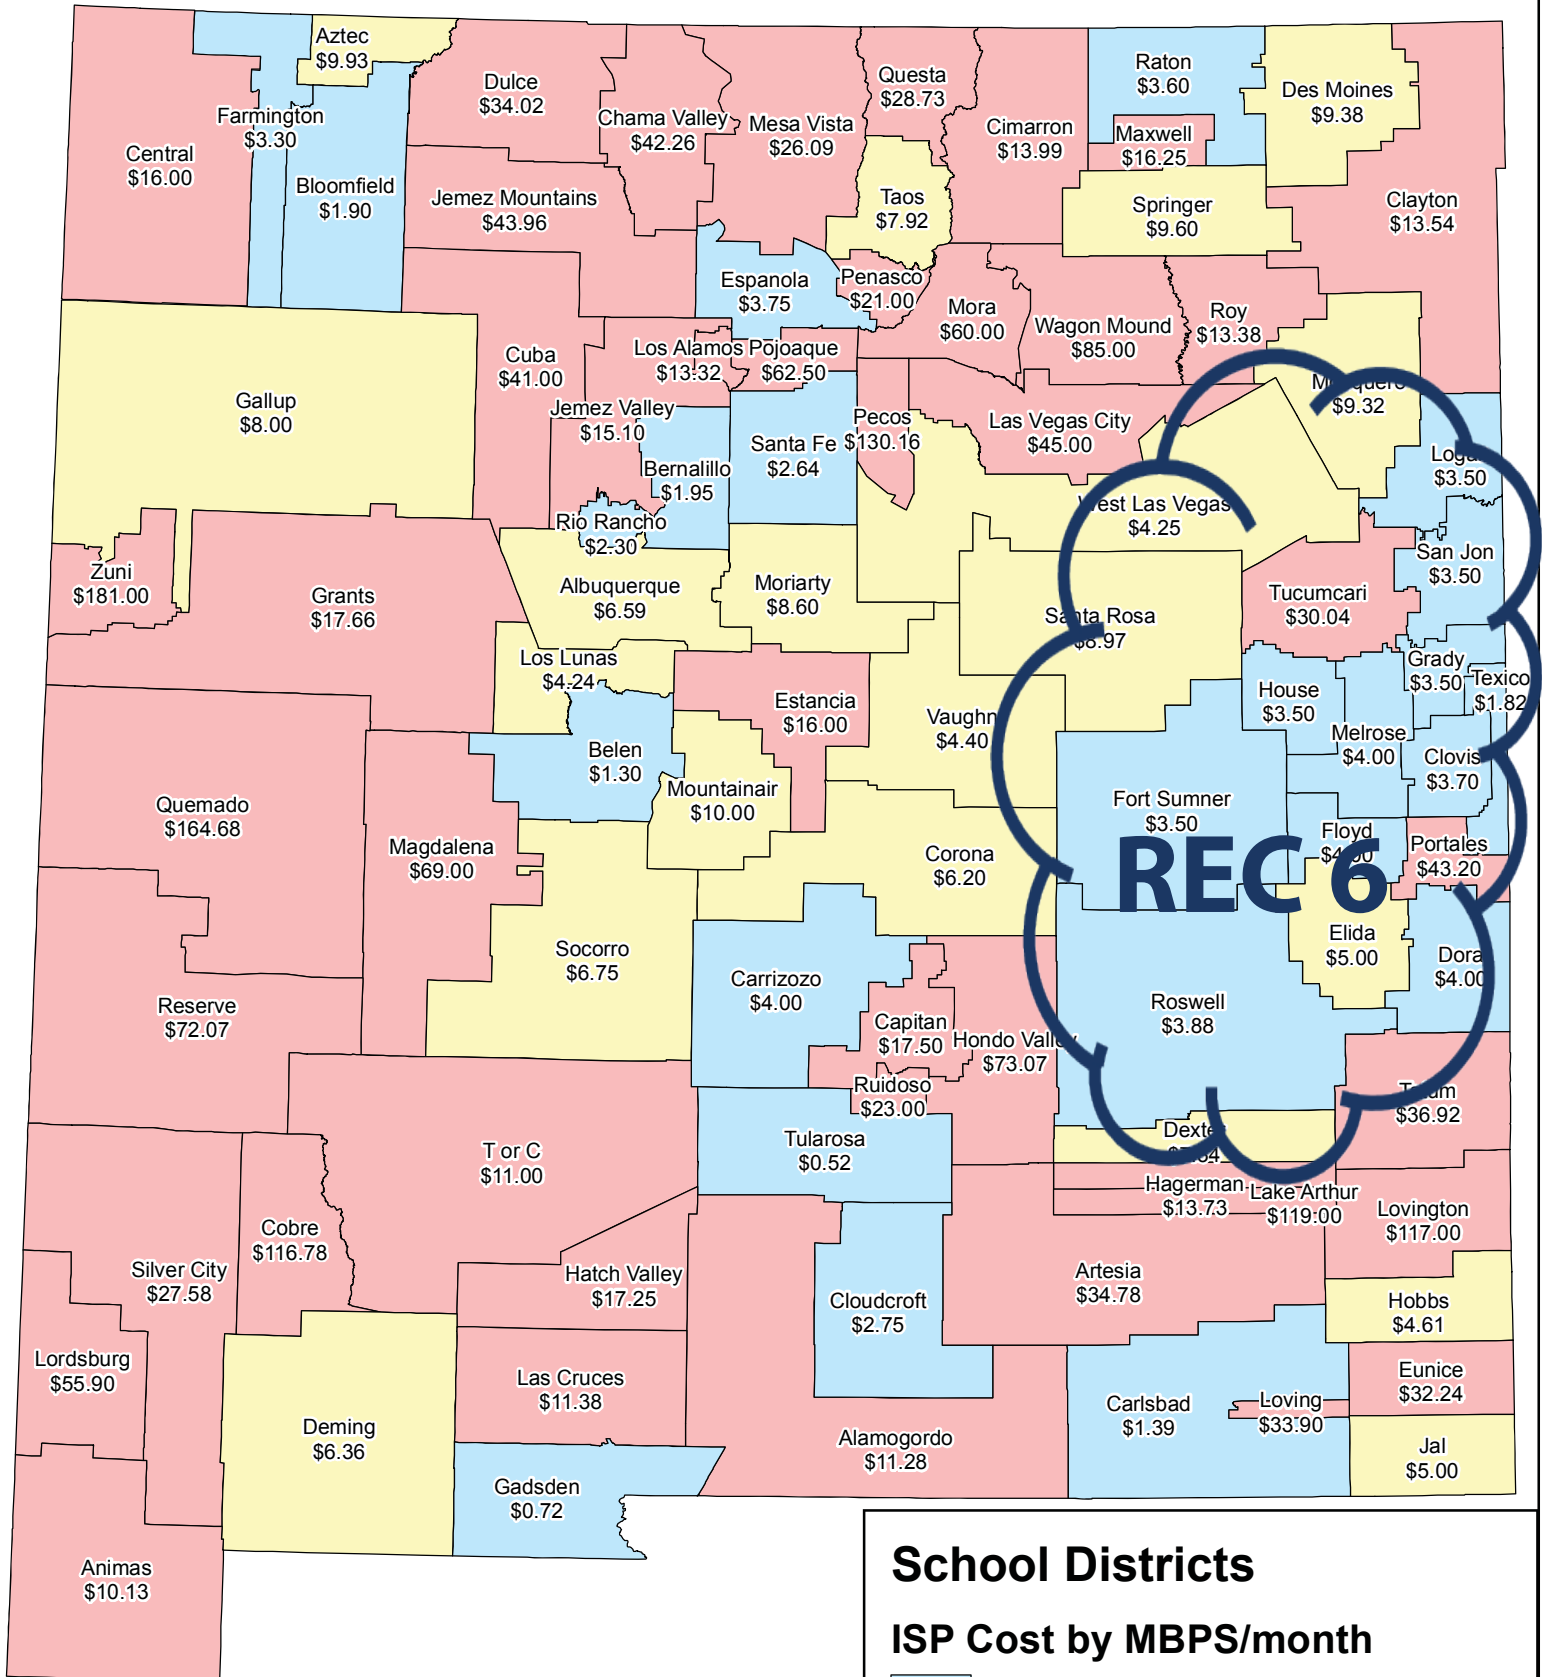 Aztec
$9.93
Farmington
$3.30
Central
$16.00
Bloomfield
$1.90
Dulce
$34.02
Chama Valley
$42.26
Mesa Vista
$26.09
Questa
$28.73
Cimarron
$13.99
Raton
$3.60
Maxwell
$16.25
Des Moines
$9.38
Jemez Mountains
$43.96
Taos
$7.92
Springer
$9.60
Clayton
$13.54
Espanola
$3.75
Penasco
$21.00
Mora
$60.00
Wagon Mound
$85.00
Roy
$13.38
Cuba
$41.00
Los Alamos
$13.32
Pojoaque
$62.50
Mosquero
$9.32
Gallup
$8.00
Jemez Valley
$15.10
Santa Fe
$2.64
Pecos
$130.16
Las Vegas City
$45.00
Bernalillo
$1.95
Logan
$3.50
West Las Vegas
$4.25
Rio Rancho
$2.30
San Jon
$3.50
Zuni
$181.00
Grants
$17.66
Albuquerque
$6.59
Moriarty
$8.60
Santa Rosa
$8.97
Tucumcari
$30.04
Los Lunas
$4.24
Grady
$3.50
Texico
$1.82
House
$3.50
Estancia
$16.00
Vaughn
$4.40
Melrose
$4.00
Clovis
$3.70
Belen
$1.30
Mountainair
$10.00
Quemado
$164.68
Magdalena
$69.00
Corona
$6.20
Fort Sumner
$3.50
Floyd
$4.00
Portales
$43.20
REC 6
Socorro
$6.75
Carrizozo
$4.00
Elida
$5.00
Dora
$4.00
Reserve
$72.07
Capitan
$17.50
Hondo Valley
$73.07
Roswell
$3.88
Ruidoso
$23.00
Tatum
$36.92
Tularosa
$0.52
Dexter
T or C
$11.00
Hagerman
$13.73
Lake Arthur
$119.00
Lovington
$117.00
Cobre
$116.78
Silver City
$27.58
Hatch Valley
$17.25
Cloudcroft
$2.75
Artesia
$34.78
Hobbs
$4.61
Lordsburg
$55.90
Las Cruces
$11.38
Eunice
$32.24
Deming
$6.36
Carlsbad
$1.39
Loving
$33.90
Alamogordo
$11.28
Jal
$5.00
Gadsden
$0.72
Animas
$10.13
School Districts
ISP Cost by MBPS/month